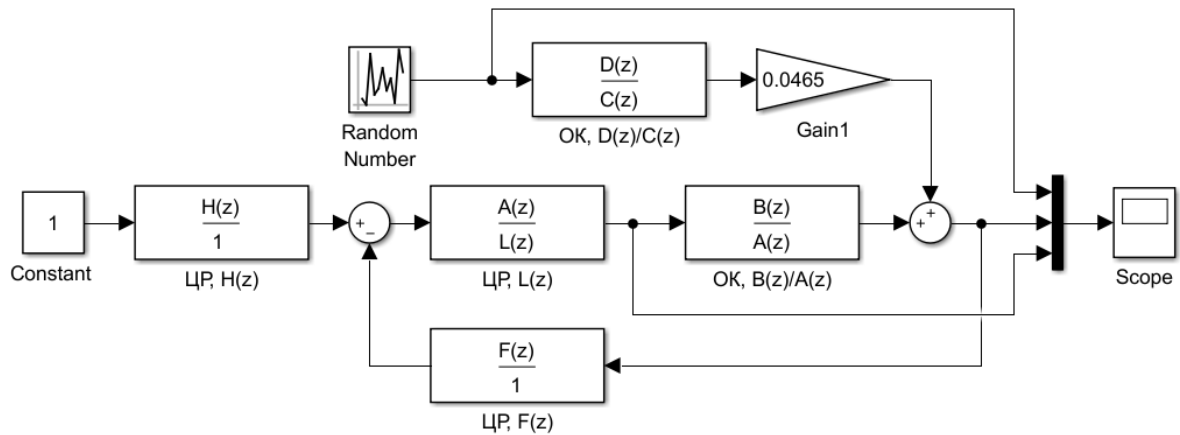 D(z)
C(z)
0.0465
Random
Number
ОК, D(z)/C(z)
Gain1
1
H(z)
1
+
−
A(z)
L(z)
B(z)
A(z)
+
+
Constant
ЦР, H(z)
ЦР, L(z)
ОК, B(z)/A(z)
Scope
F(z)
1
ЦР, F(z)